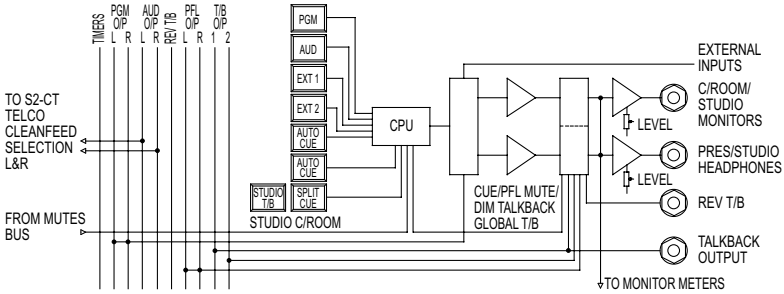 TIMERS
PGM
O/P
L R
AUD
O/P
L R
REV T/B
PFL
O/P
L R
T/B
O/P
1 2
PGM
AUD
EXT 1
EXT 2
AUTO
CUE
AUTO
CUE
STUDIO
T/B
SPLIT
CUE
STUDIO C/ROOM
CPU
TO S2-CT
TELCO
CLEANFEED
SELECTION
L&R
FROM MUTES
BUS
CUE/PFL MUTE/
DIM TALKBACK
GLOBAL T/B
EXTERNAL
INPUTS
C/ROOM/
STUDIO
MONITORS
LEVEL
PRES/STUDIO
HEADPHONES
LEVEL
REV T/B
TALKBACK
OUTPUT
TO MONITOR METERS